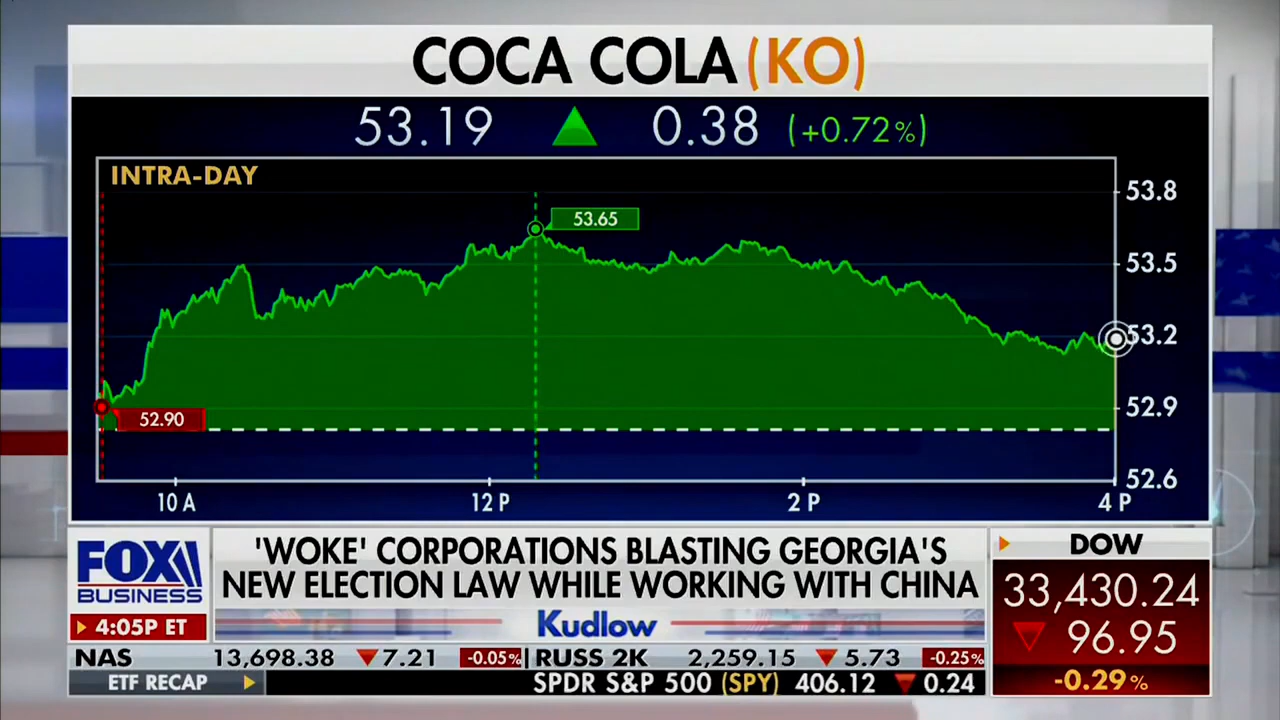 COCA COLA (KO)
53.19 ▲ 0.38 (+0.72%)
INTRA-DAY
53.8
53.65
53.5
53.2
52.9
52.90
52.6
10 A 12 P 2 P 4 P
FOX BUSINESS
4:05P ET
'WOKE' CORPORATIONS BLASTING GEORGIA'S
NEW ELECTION LAW WHILE WORKING WITH CHINA
Kudlow
DOW
33,430.24
▼ 96.95
-0.29%
NAS 13,698.38 ▼ 7.21 -0.05% RUSS 2K 2,259.15 ▼ 5.73 -0.25%
ETF RECAP SPDR S&P 500 (SPY) 406.12 ▼ 0.24